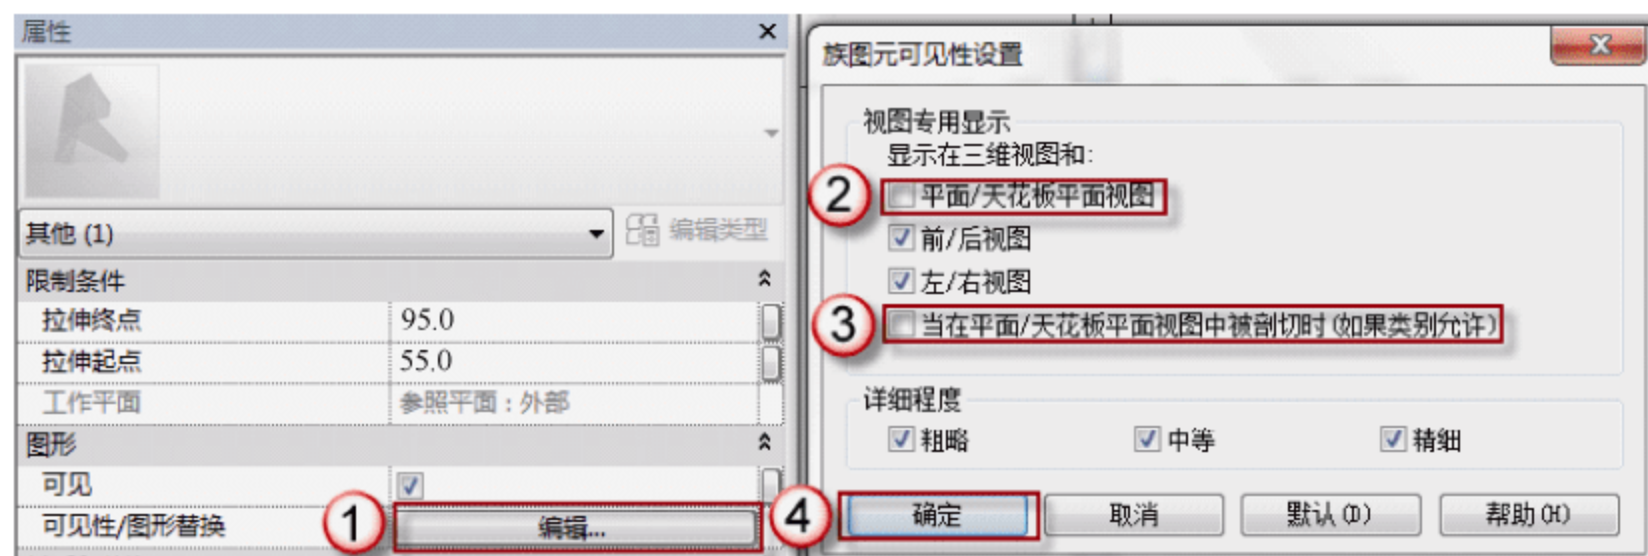 属性
其他 (1)
编辑类型
限制条件
拉伸终点 95.0
拉伸起点 55.0
工作平面 参照平面：外部
图形
可见
可见性/图形替换 1 编辑...
族图元可见性设置
视图专用显示
显示在三维视图和:
2 平面/天花板平面视图
前/后视图
左/右视图
3 当在平面/天花板平面视图中被剖切时(如果类别允许)
详细程度
粗略 中等 精细
4 确定 取消 默认(D) 帮助(H)